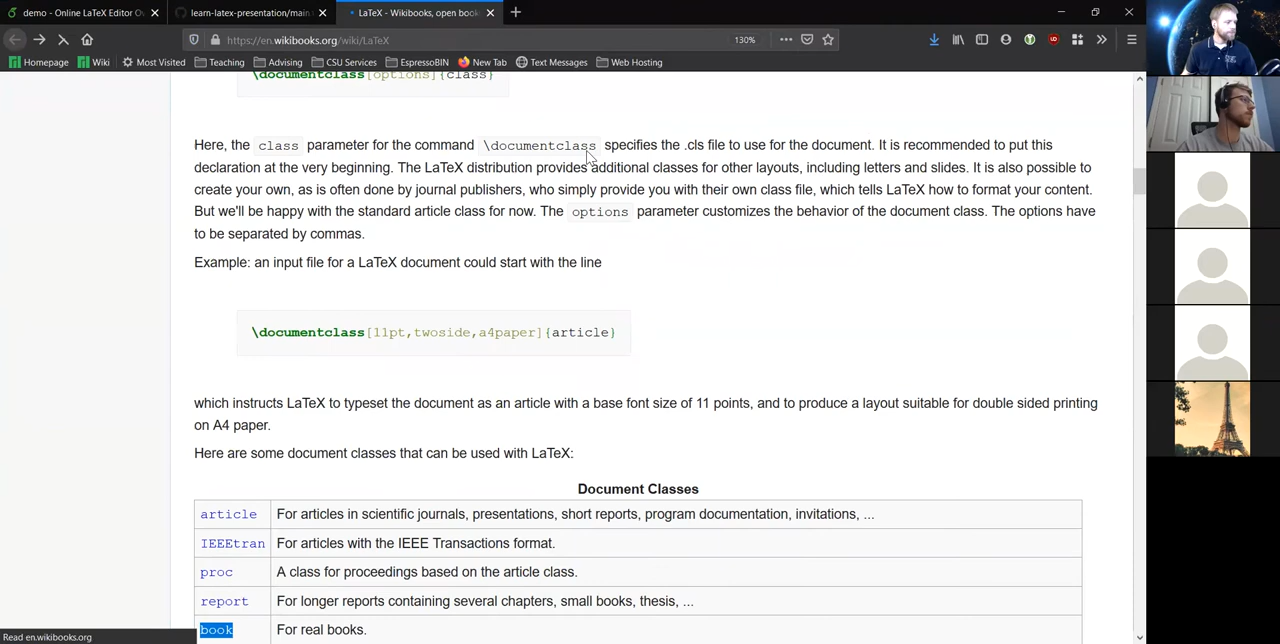 demo - Online LaTeX Editor Ov
learn-latex-presentation/main
LaTeX - Wikibooks, open book
https://en.wikibooks.org/wiki/LaTeX
130%
Homepage
Wiki
Most Visited
Teaching
Advising
CSU Services
EspressoBIN
New Tab
Text Messages
Web Hosting
\documentclass[options]{class}
Here, the class parameter for the command \documentclass specifies the .cls file to use for the document. It is recommended to put this
declaration at the very beginning. The LaTeX distribution provides additional classes for other layouts, including letters and slides. It is also possible to
create your own, as is often done by journal publishers, who simply provide you with their own class file, which tells LaTeX how to format your content.
But we'll be happy with the standard article class for now. The options parameter customizes the behavior of the document class. The options have
to be separated by commas.
Example: an input file for a LaTeX document could start with the line
\documentclass[11pt,twoside,a4paper]{article}
which instructs LaTeX to typeset the document as an article with a base font size of 11 points, and to produce a layout suitable for double sided printing
on A4 paper.
Here are some document classes that can be used with LaTeX:
Document Classes
article For articles in scientific journals, presentations, short reports, program documentation, invitations, ...
IEEEtran For articles with the IEEE Transactions format.
proc A class for proceedings based on the article class.
report For longer reports containing several chapters, small books, thesis, ...
book For real books.
Read en.wikibooks.org